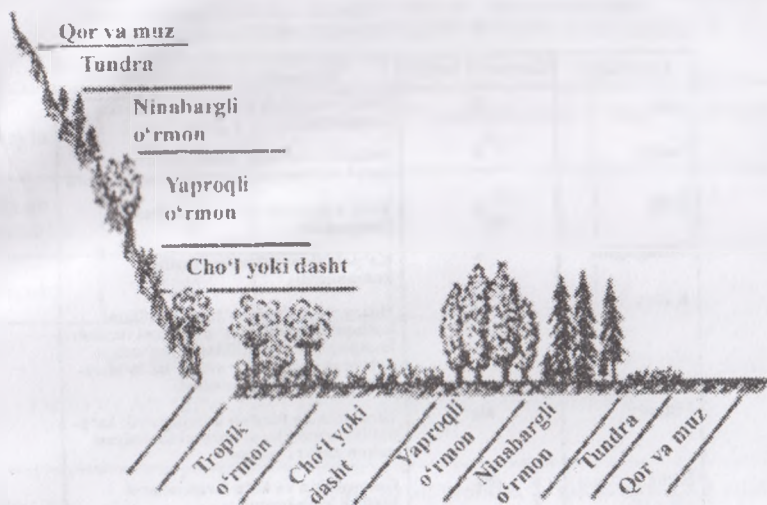 Qor va muz
Tundra
Ninabargli
o‘rmon
Yaproqli
o‘rmon
Cho‘l yoki dasht
Tropik
o‘rmon
Cho‘l yoki
dasht
Yaproqli
o‘rmon
Ninabargli
o‘rmon
Tundra
Qor va muz